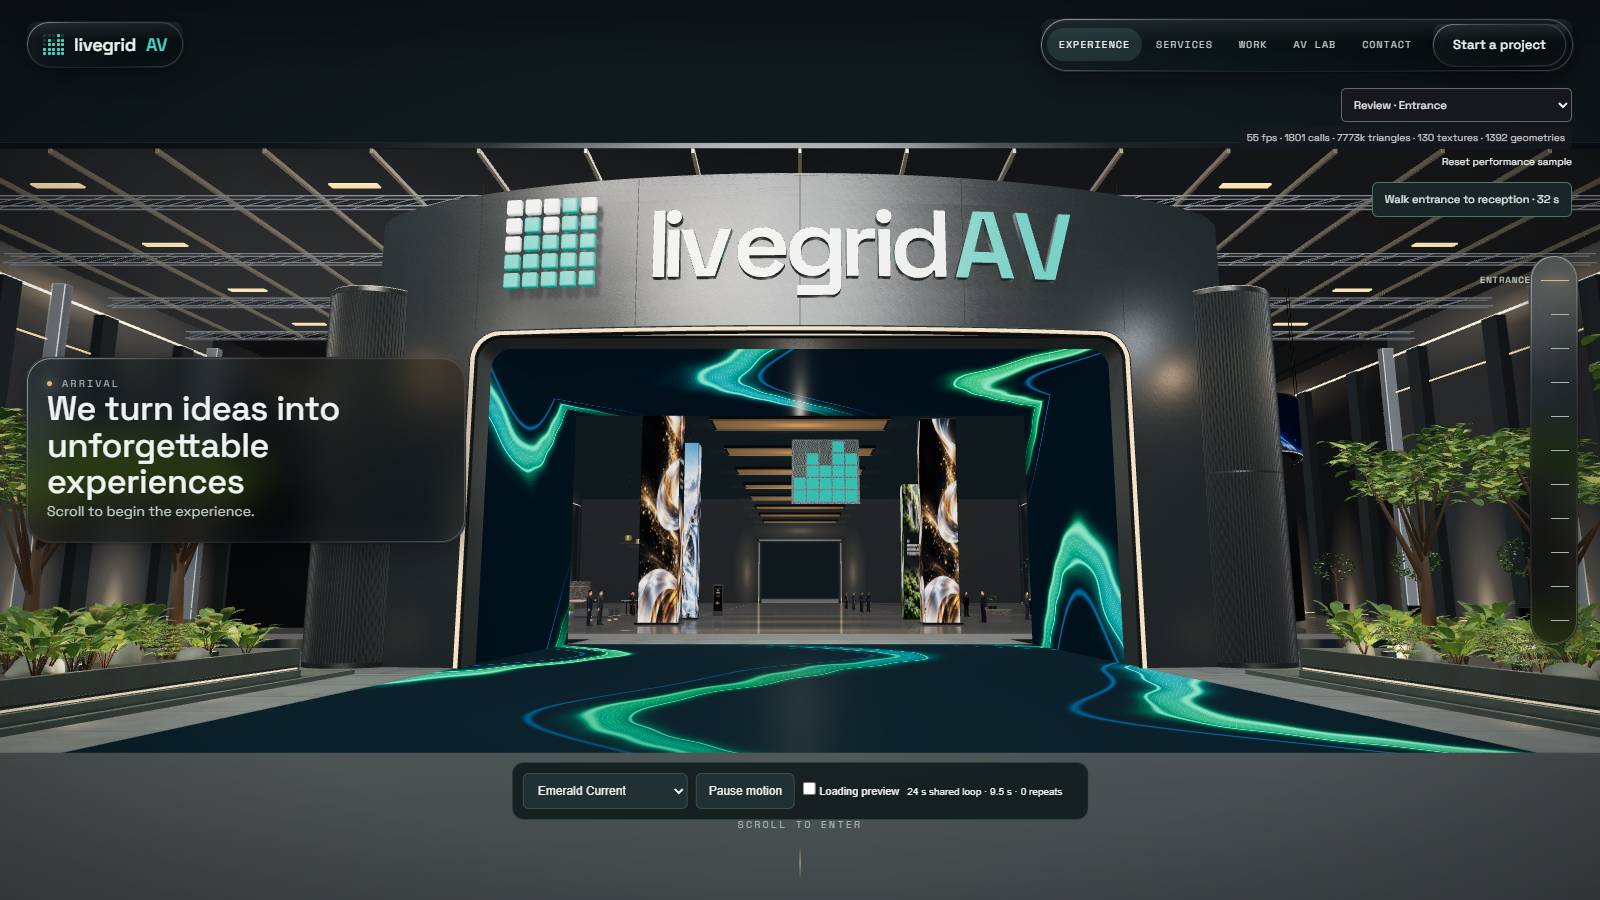 livegrid AV
EXPERIENCE SERVICES WORK AV LAB CONTACT Start a project
Review · Entrance
55 fps · 1801 calls · 7773k triangles · 130 textures · 1392 geometries
Reset performance sample
Walk entrance to reception · 32 s
livegridAV
ENTRANCE
ARRIVAL
We turn ideas into
unforgettable
experiences
Scroll to begin the experience.
Emerald Current Pause motion Loading preview 24 s shared loop · 9.5 s · 0 repeats
SCROLL TO ENTER